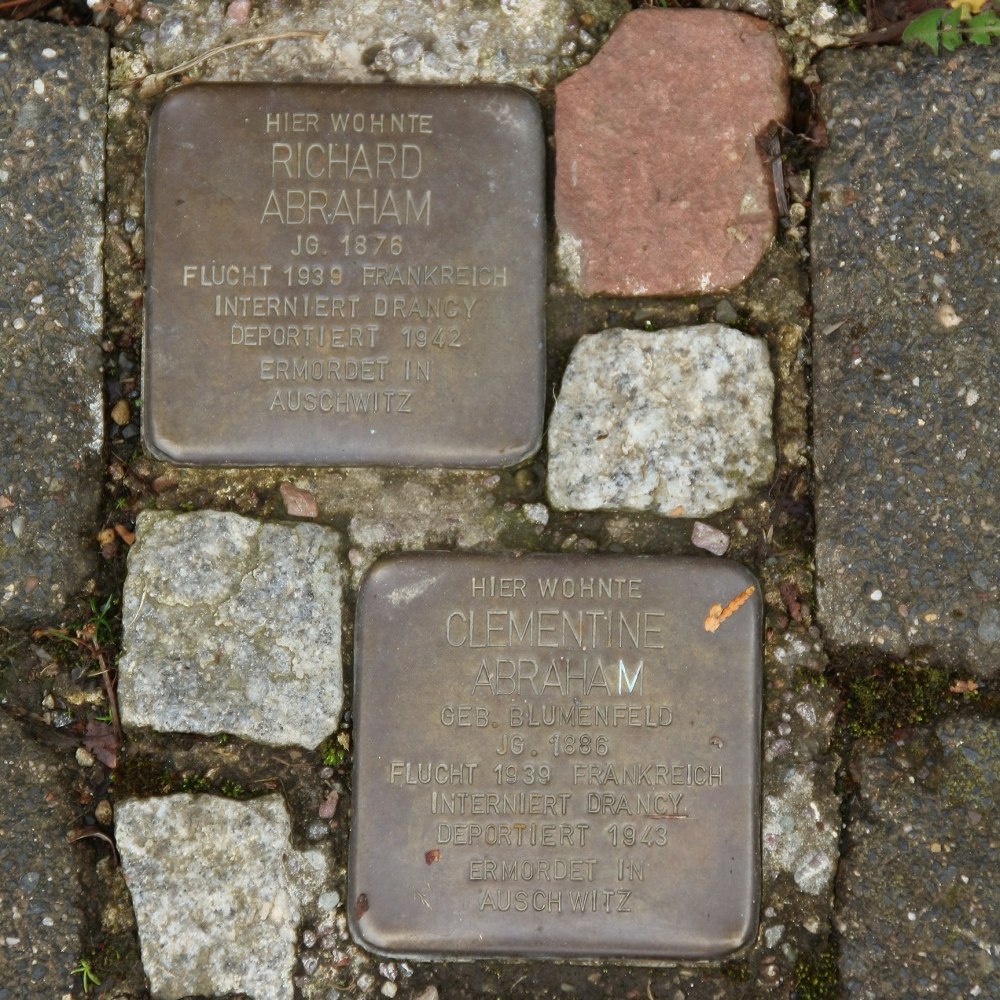 HIER WOHNTE
RICHARD
ABRAHAM
JG. 1876
FLUCHT 1939 FRANKREICH
INTERNIERT DRANCY
DEPORTIERT 1942
ERMORDET IN
AUSCHWITZ
HIER WOHNTE
CLEMENTINE
ABRAHAM
GEB. BLUMENFELD
JG. 1886
FLUCHT 1939 FRANKREICH
INTERNIERT DRANCY
DEPORTIERT 1943
ERMORDET IN
AUSCHWITZ